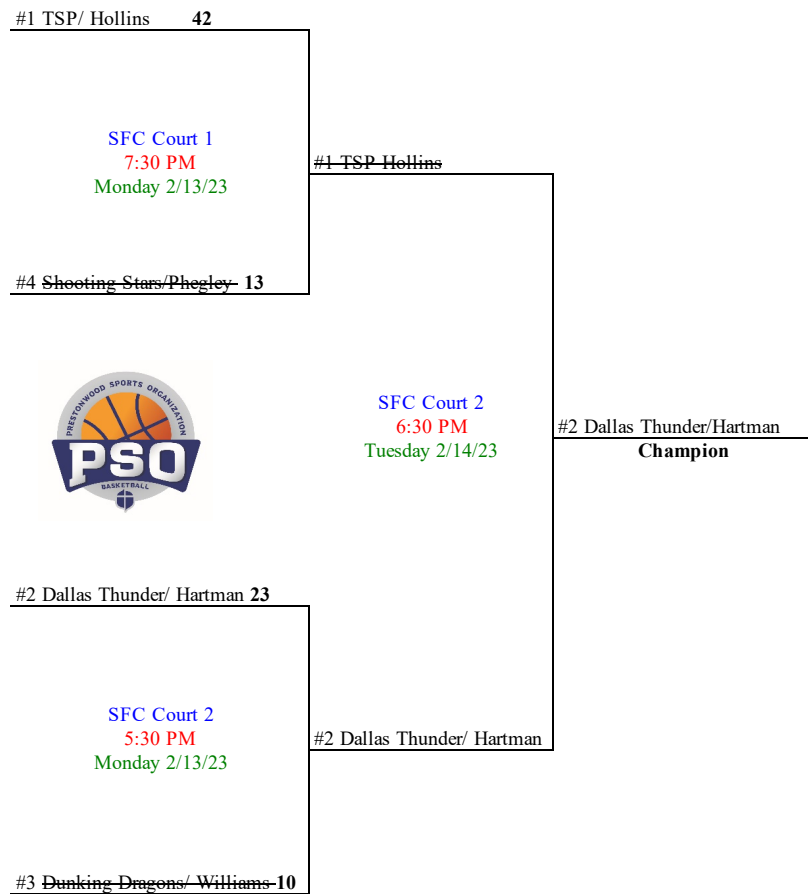 #1 TSP/ Hollins 42
SFC Court 1
7:30 PM
Monday 2/13/23
#1 TSP Hollins
#4 Shooting Stars/Phegley 13
PRESTONWOOD SPORTS ORGANIZATION
PSO
BASKETBALL
SFC Court 2
6:30 PM
Tuesday 2/14/23
#2 Dallas Thunder/Hartman
Champion
#2 Dallas Thunder/ Hartman 23
SFC Court 2
5:30 PM
Monday 2/13/23
#2 Dallas Thunder/ Hartman
#3 Dunking Dragons/ Williams 10